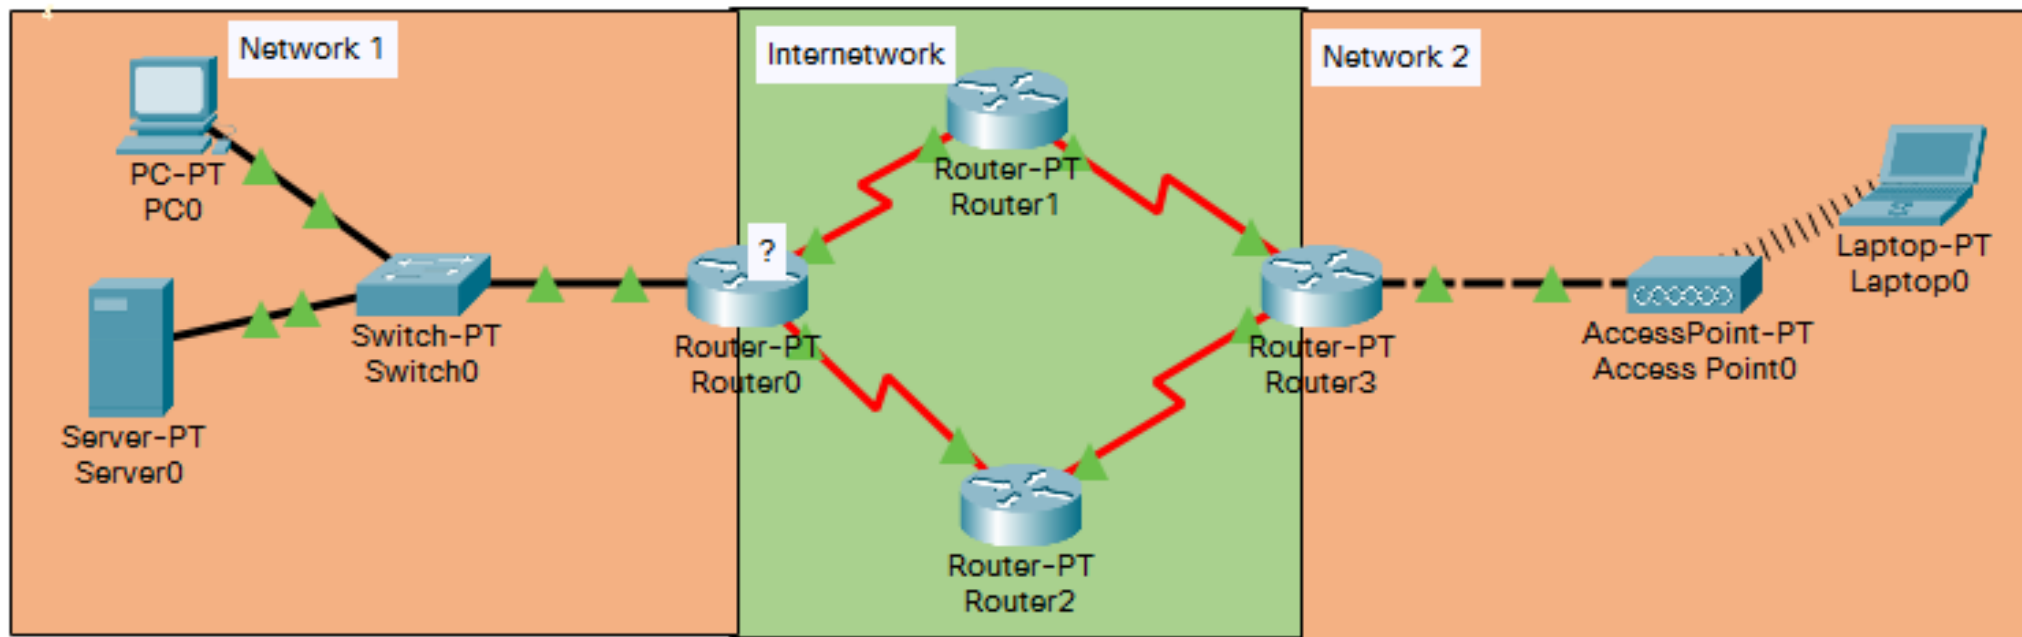 4
Network 1
Internetwork
Network 2
PC-PT
PC0
Router-PT
Router1
?
Laptop-PT
Laptop0
Switch-PT
Switch0
Router-PT
Router0
Router-PT
Router3
AccessPoint-PT
Access Point0
Server-PT
Server0
Router-PT
Router2